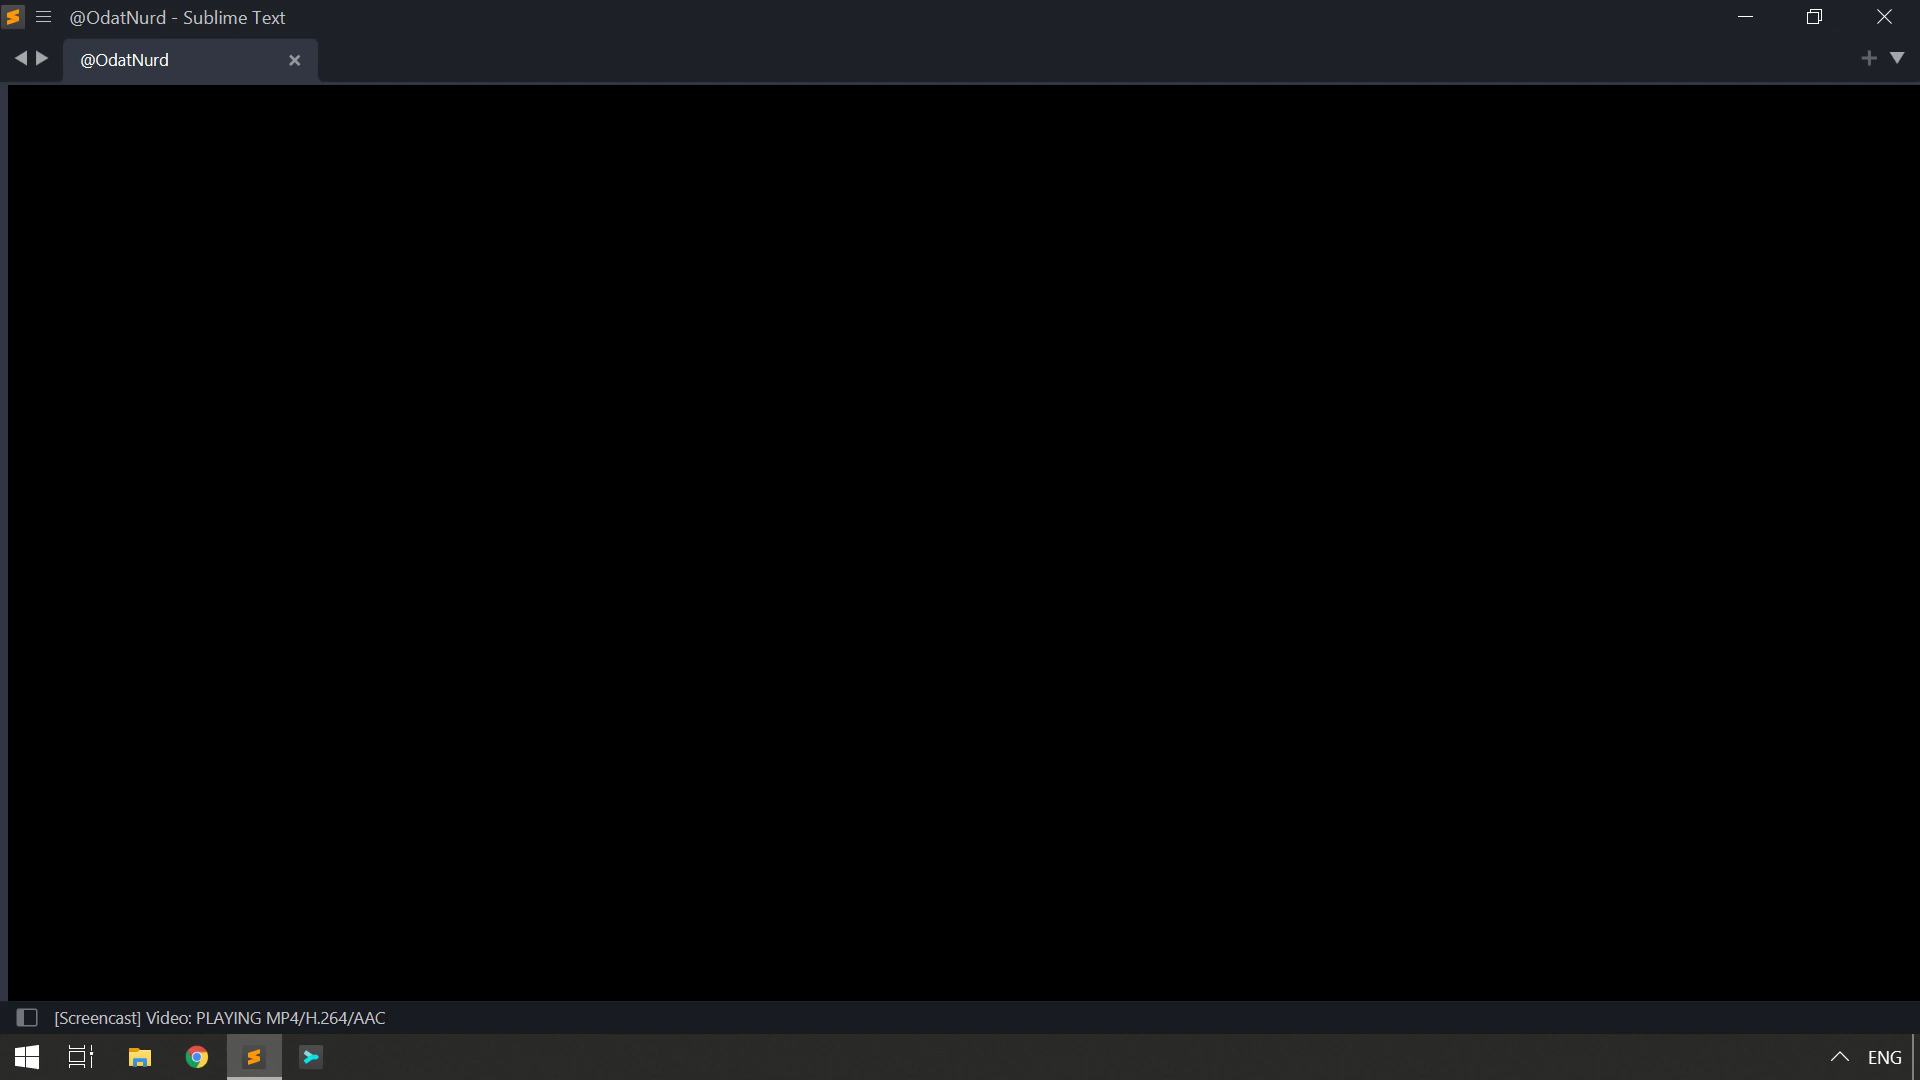 @OdatNurd - Sublime Text
@OdatNurd
[Screencast] Video: PLAYING MP4/H.264/AAC
ENG